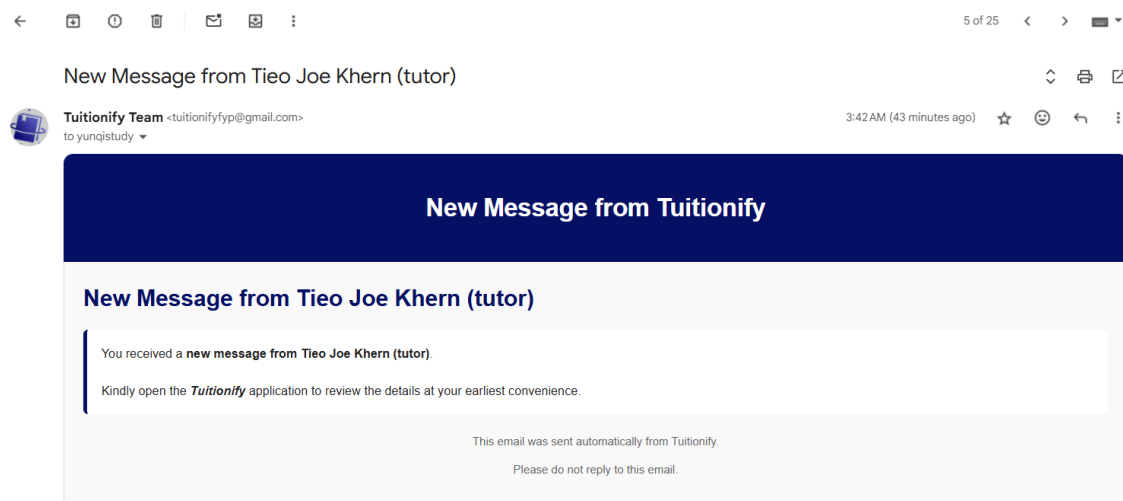 5 of 25
New Message from Tieo Joe Khern (tutor)
Tuitionify Team <tuitionifyfyp@gmail.com>
3:42 AM (43 minutes ago)
to yunqistudy
New Message from Tuitionify
New Message from Tieo Joe Khern (tutor)
You received a new message from Tieo Joe Khern (tutor).
Kindly open the Tuitionify application to review the details at your earliest convenience.
This email was sent automatically from Tuitionify.
Please do not reply to this email.